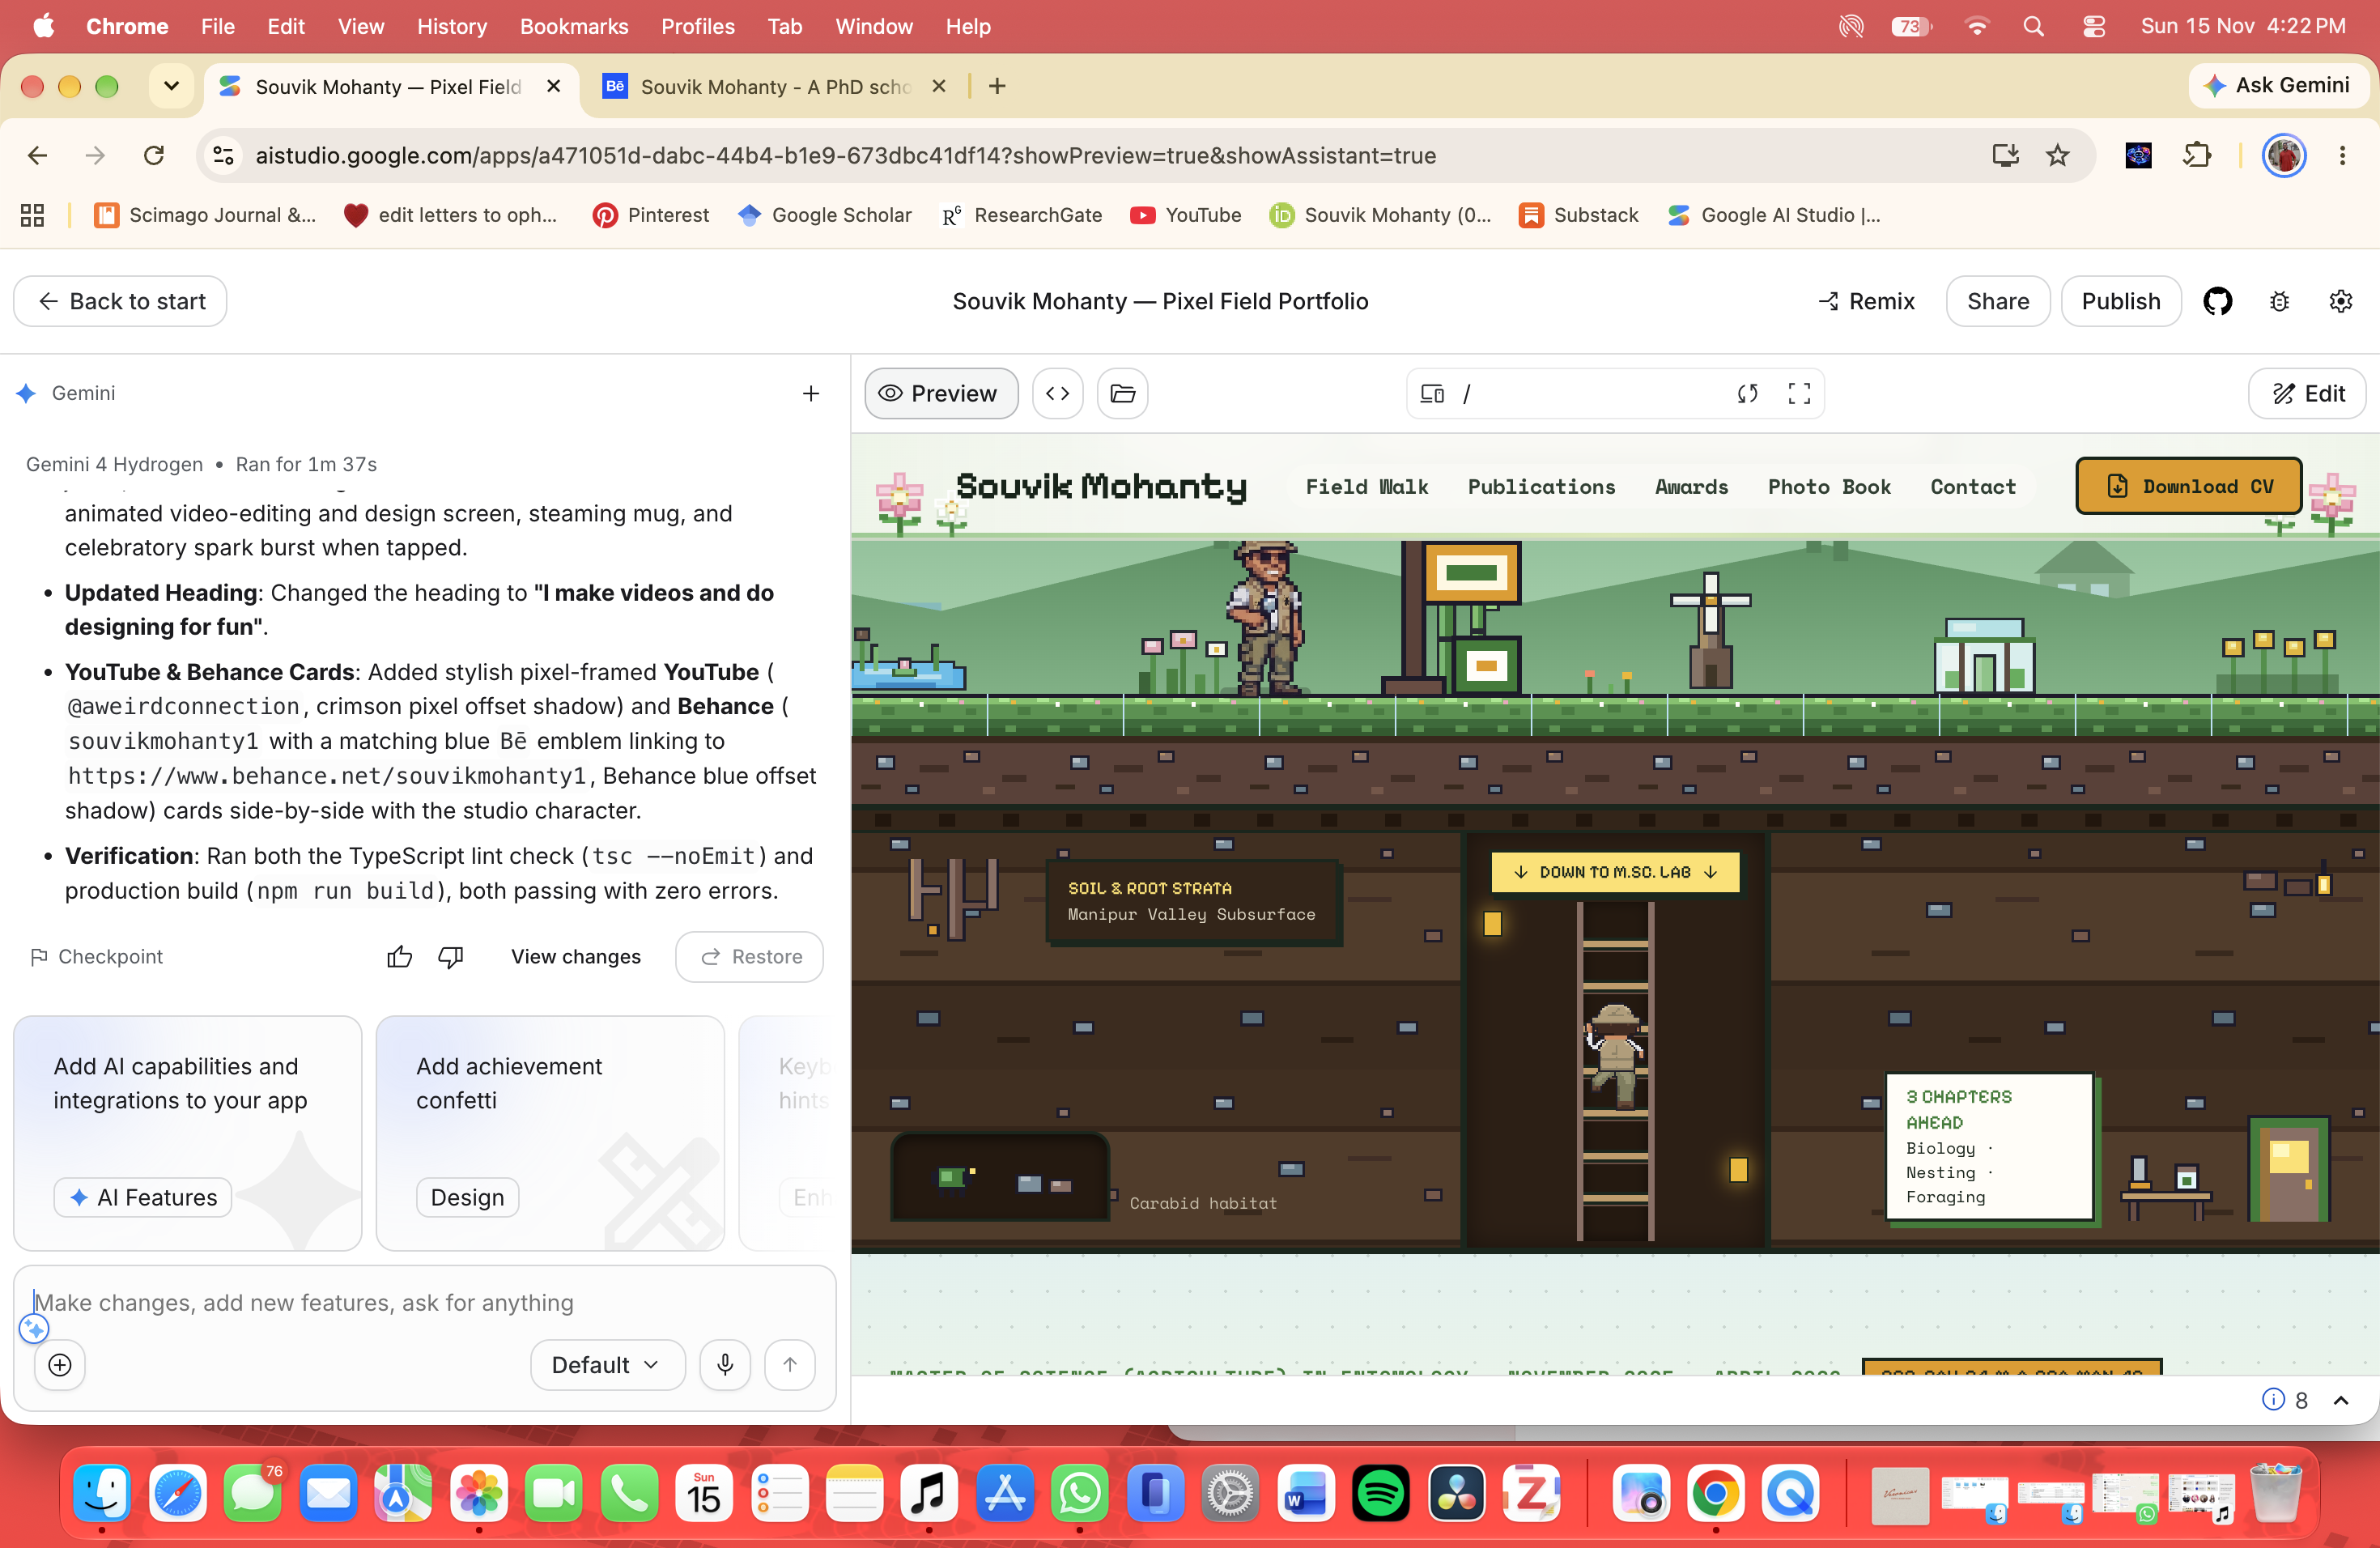 Chrome File Edit View History Bookmarks Profiles Tab Window Help
73 Sun 15 Nov 4:22 PM
Souvik Mohanty — Pixel Field
Bē Souvik Mohanty - A PhD scho
Ask Gemini
aistudio.google.com/apps/a471051d-dabc-44b4-b1e9-673dbc41df14?showPreview=true&showAssistant=true
Scimago Journal &... edit letters to oph... Pinterest Google Scholar RG ResearchGate YouTube iD Souvik Mohanty (0... Substack Google AI Studio |...
Back to start
Souvik Mohanty — Pixel Field Portfolio
Remix Share Publish
Gemini
Gemini 4 Hydrogen • Ran for 1m 37s
animated video-editing and design screen, steaming mug, and
celebratory spark burst when tapped.
• Updated Heading: Changed the heading to "I make videos and do
designing for fun".
• YouTube & Behance Cards: Added stylish pixel-framed YouTube (
@aweirdconnection, crimson pixel offset shadow) and Behance (
souvikmohanty1 with a matching blue Bē emblem linking to
https://www.behance.net/souvikmohanty1, Behance blue offset
shadow) cards side-by-side with the studio character.
• Verification: Ran both the TypeScript lint check (tsc --noEmit) and
production build (npm run build), both passing with zero errors.
Checkpoint View changes Restore
Add AI capabilities and
integrations to your app
AI Features
Add achievement
confetti
Design
Keyb
hints
Enh
Make changes, add new features, ask for anything
Default
Preview
/
Edit
Souvik Mohanty
Field Walk Publications Awards Photo Book Contact
Download CV
SOIL & ROOT STRATA
Manipur Valley Subsurface
↓ DOWN TO M.SC. LAB ↓
3 CHAPTERS
AHEAD
Biology ·
Nesting ·
Foraging
Carabid habitat
8
76
Sun
15
W
Z